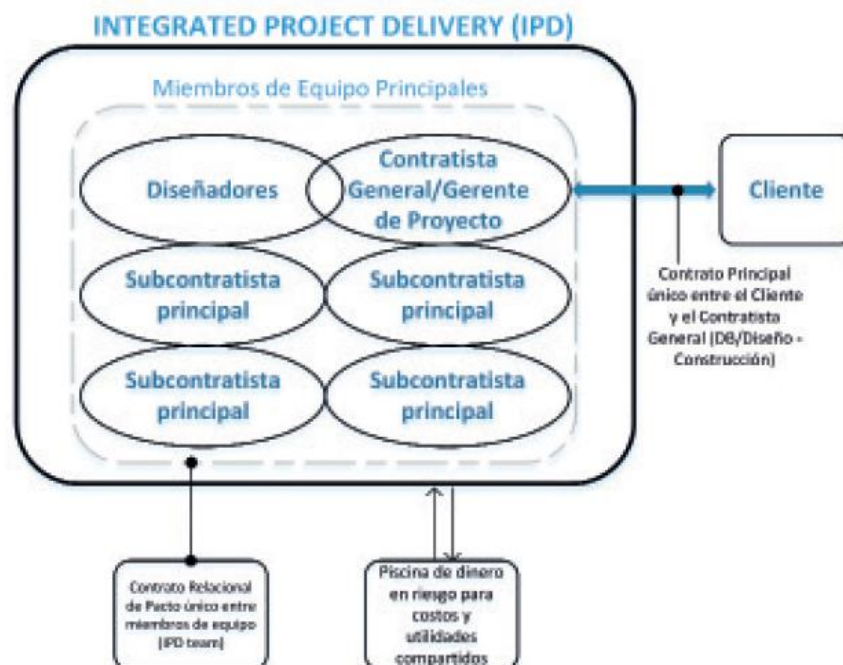 INTEGRATED PROJECT DELIVERY (IPD)
Miembros de Equipo Principales
Diseñadores
Contratista
General/Gerente
de Proyecto
Cliente
Subcontratista
principal
Subcontratista
principal
Subcontratista
principal
Subcontratista
principal
Contrato Principal
único entre el Cliente
y el Contratista
General (DB/Diseño -
Construcción)
Contrato Relacional
de Pacto único entre
miembros de equipo
(IPD team)
Piscina de dinero
en riesgo para
costos y
utilidades
compartidos